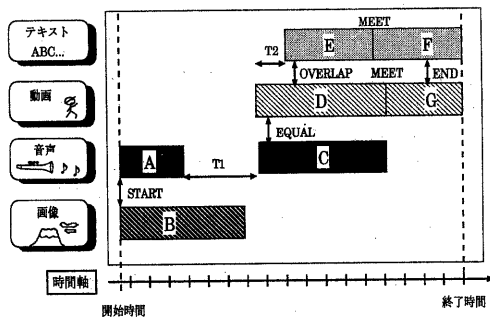 テキスト
ABC...
動画
音声
画像
時間軸
MEET
T2
E
F
OVERLAP
MEET
END
D
G
EQUAL
A
T1
C
START
B
開始時間
終了時間